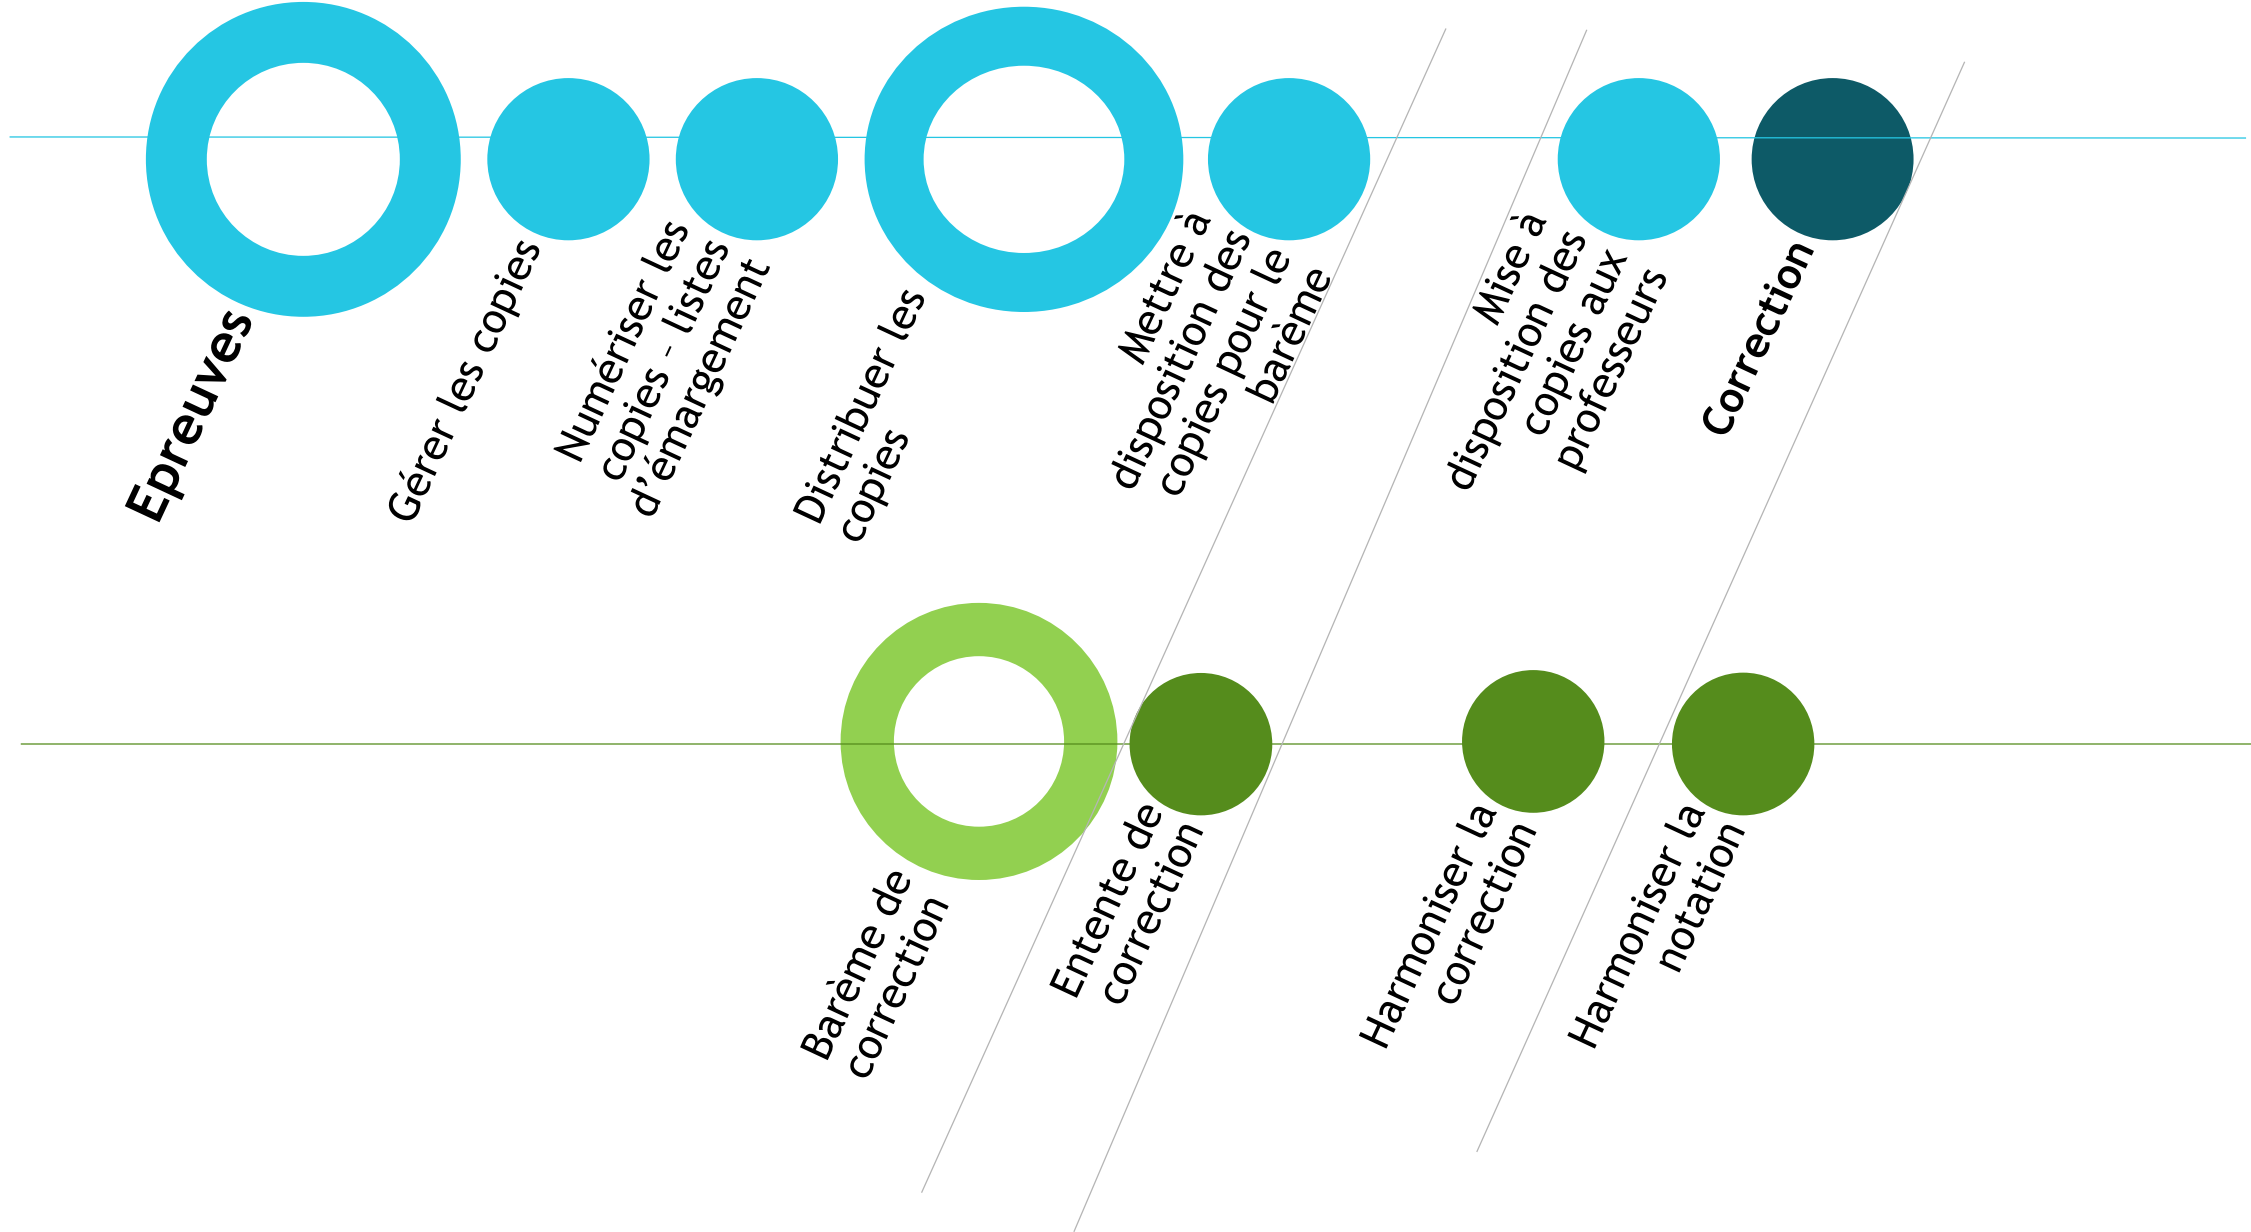 Epreuves
Gérer les copies
Numériser les
copies - listes
d’émargement
Distribuer les
copies
Mettre à
disposition des
copies pour le
barème
Mise à
disposition des
copies aux
professeurs
Correction
Barème de
correction
Entente de
correction
Harmoniser la
correction
Harmoniser la
notation